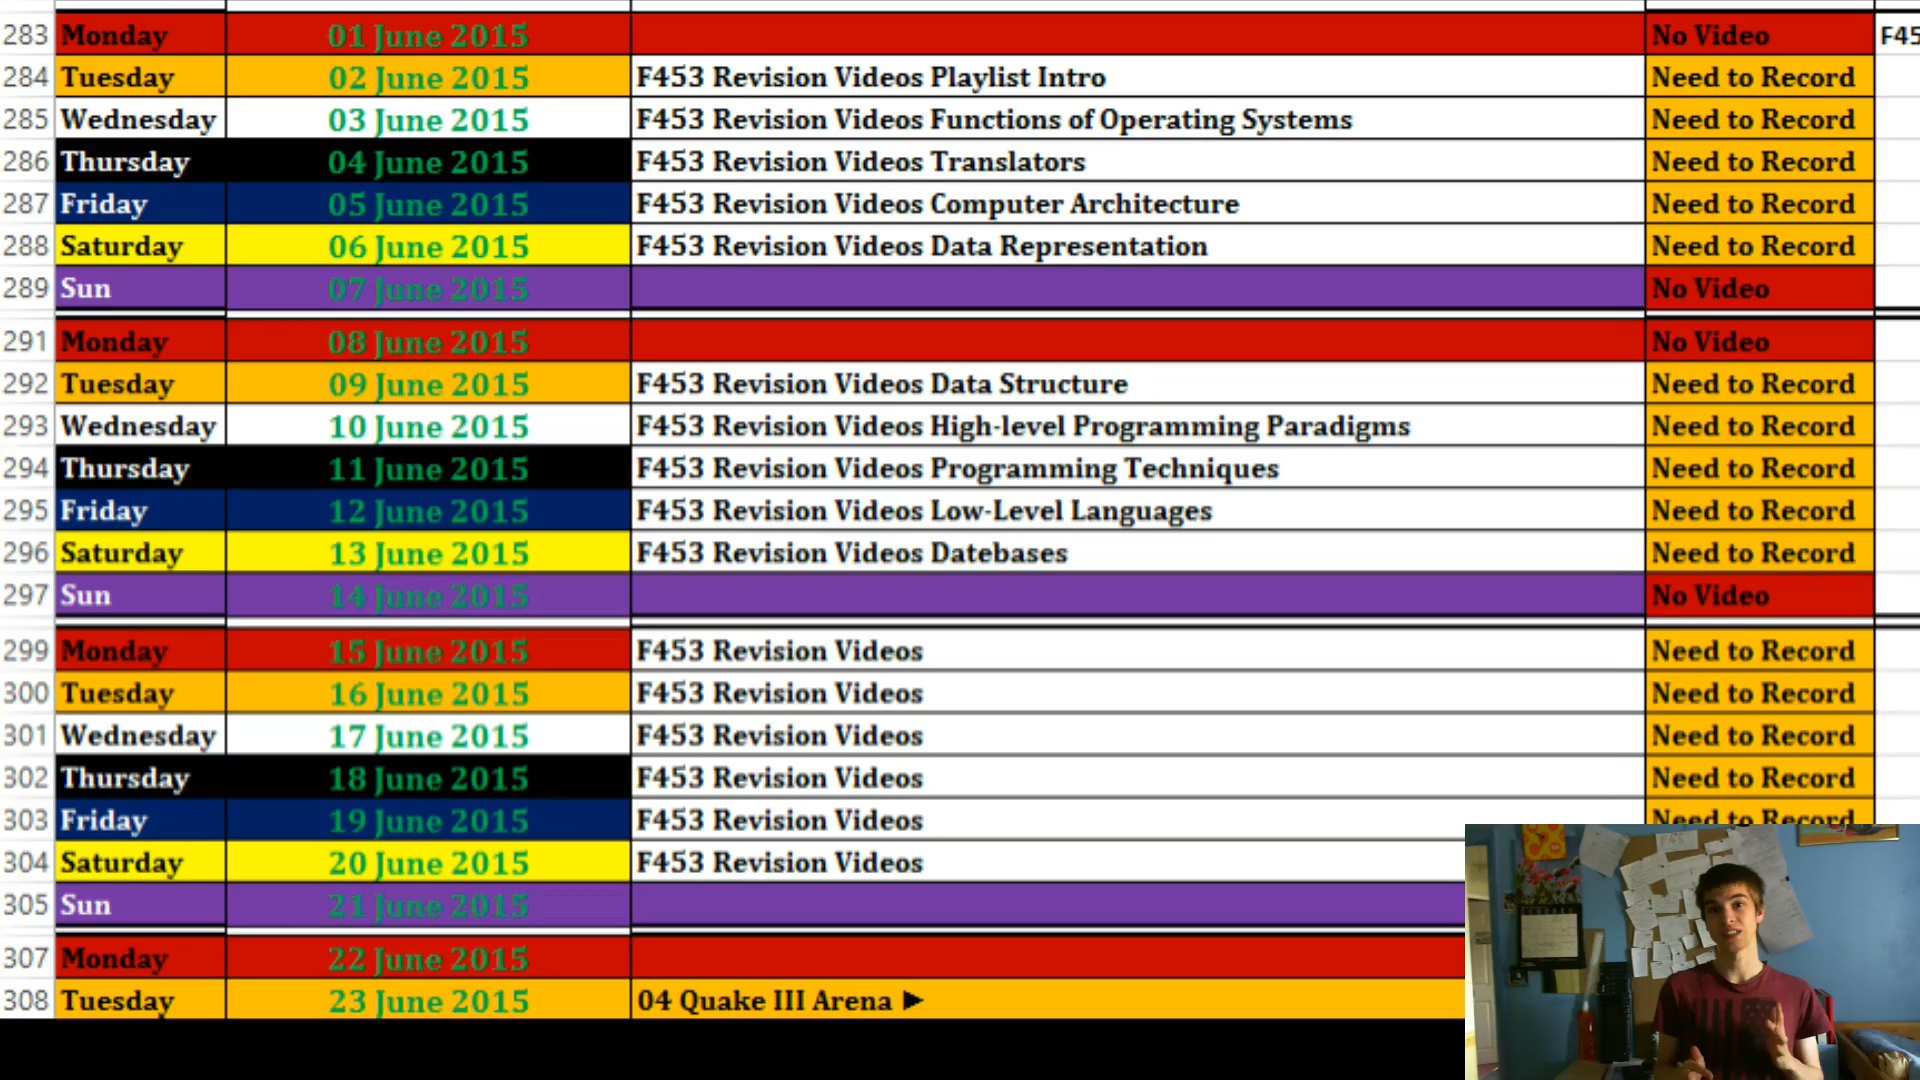 283 Monday 01 June 2015 No Video F45
284 Tuesday 02 June 2015 F453 Revision Videos Playlist Intro Need to Record
285 Wednesday 03 June 2015 F453 Revision Videos Functions of Operating Systems Need to Record
286 Thursday 04 June 2015 F453 Revision Videos Translators Need to Record
287 Friday 05 June 2015 F453 Revision Videos Computer Architecture Need to Record
288 Saturday 06 June 2015 F453 Revision Videos Data Representation Need to Record
289 Sun 07 June 2015 No Video
291 Monday 08 June 2015 No Video
292 Tuesday 09 June 2015 F453 Revision Videos Data Structure Need to Record
293 Wednesday 10 June 2015 F453 Revision Videos High-level Programming Paradigms Need to Record
294 Thursday 11 June 2015 F453 Revision Videos Programming Techniques Need to Record
295 Friday 12 June 2015 F453 Revision Videos Low-Level Languages Need to Record
296 Saturday 13 June 2015 F453 Revision Videos Datebases Need to Record
297 Sun 14 June 2015 No Video
299 Monday 15 June 2015 F453 Revision Videos Need to Record
300 Tuesday 16 June 2015 F453 Revision Videos Need to Record
301 Wednesday 17 June 2015 F453 Revision Videos Need to Record
302 Thursday 18 June 2015 F453 Revision Videos Need to Record
303 Friday 19 June 2015 F453 Revision Videos Need to Record
304 Saturday 20 June 2015 F453 Revision Videos
305 Sun 21 June 2015
307 Monday 22 June 2015
308 Tuesday 23 June 2015 04 Quake III Arena ►